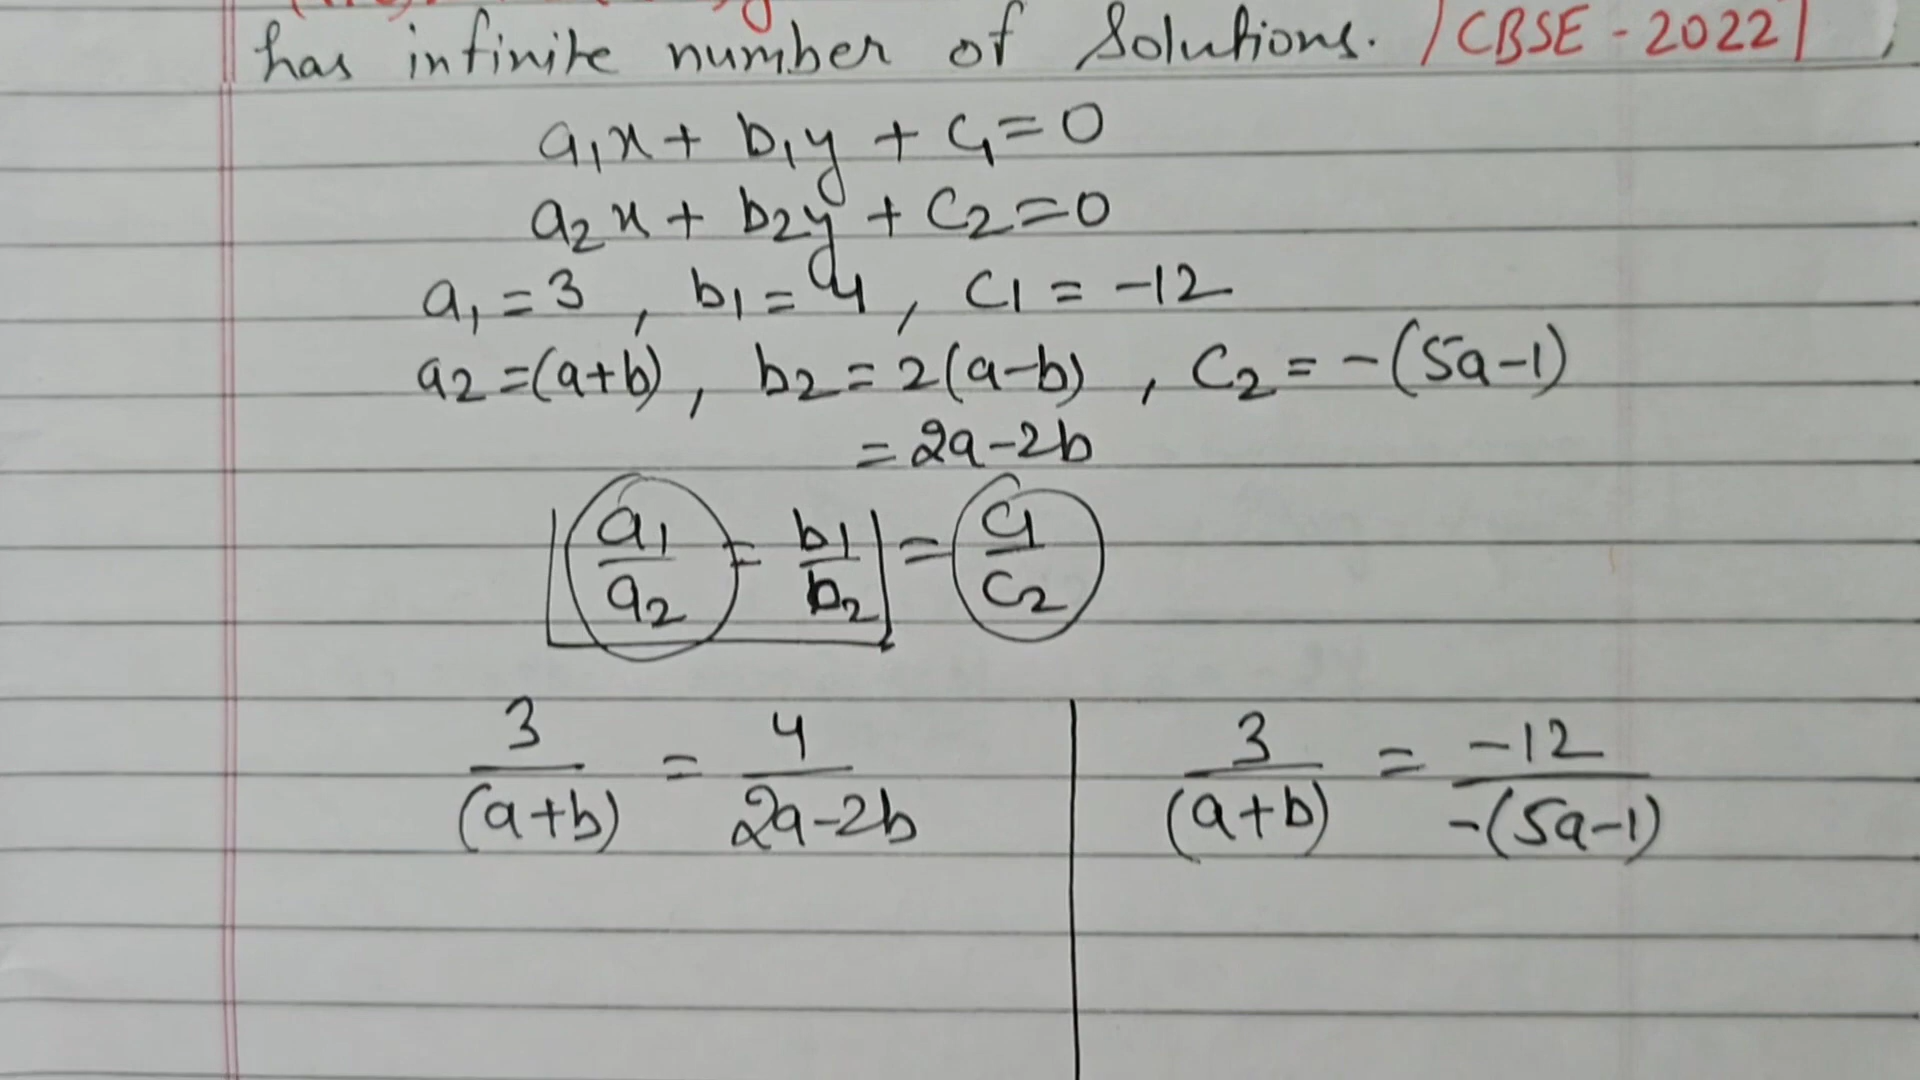 has infinite number of Solutions. |CBSE - 2022|
a₁x + b₁y + c₁ = 0
a₂x + b₂y + c₂ = 0
a₁ = 3 , b₁ = 4 , c₁ = -12
a₂ = (a+b) , b₂ = 2(a-b) , c₂ = -(5a-1)
= 2a-2b
a₁/a₂ = b₁/b₂ = c₁/c₂
3/(a+b) = 4/2a-2b
3/(a+b) = -12/-(5a-1)